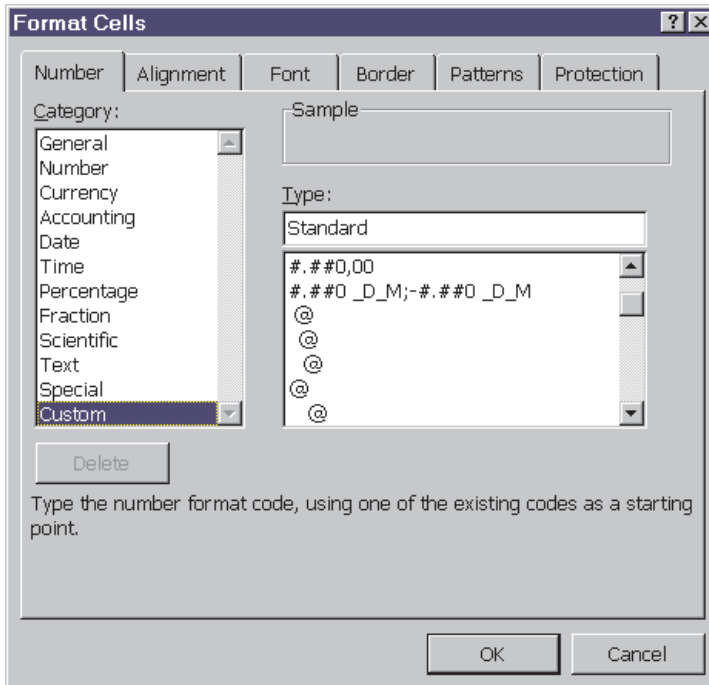 Format Cells
Number Alignment Font Border Patterns Protection
Category:
General
Number
Currency
Accounting
Date
Time
Percentage
Fraction
Scientific
Text
Special
Custom
Sample
Type:
Standard
#.##0,00
#.##0 _D_M;-#.##0 _D_M
@
@
@
@
@
Delete
Type the number format code, using one of the existing codes as a starting
point.
OK Cancel